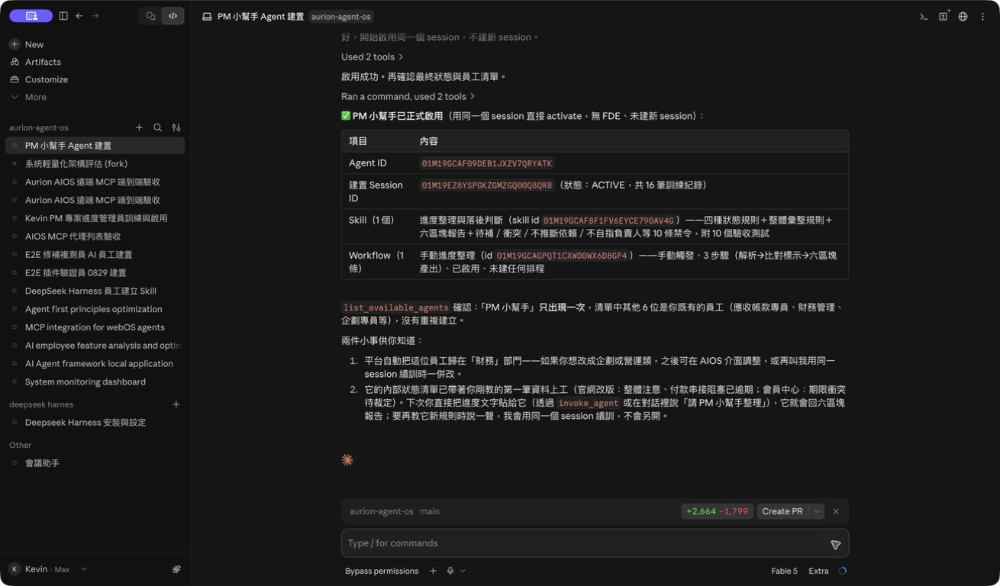 PM 小幫手 Agent 建置
aurion-agent-os
New
Artifacts
Customize
More
aurion-agent-os
PM 小幫手 Agent 建置
系統輕量化架構評估 (fork)
Aurion AIOS 遠端 MCP 端到端驗收
Aurion AIOS 遠端 MCP 端到端驗收
Kevin PM 專案進度管理員訓練與啟用
AIOS MCP 代理列表驗收
E2E 修補複測員 AI 員工建置
E2E 插件驗證員 0829 建置
DeepSeek Harness 員工建立 Skill
Agent first principles optimization
MCP integration for webOS agents
AI employee feature analysis and optim
AI Agent framework local application
System monitoring dashboard
deepseek harnes
Deepseek Harness 安裝與設定
Other
會議助手
K Kevin · Max
好，開始啟用同一個 session，不建新 session。
Used 2 tools >
啟用成功。再確認最終狀態與員工清單。
Ran a command, used 2 tools >
✅ PM 小幫手已正式啟用（用同一個 session 直接 activate，無 FDE、未建新 session）：
項目 內容
Agent ID 01M19GCAF09DEB1JXZV7QRYATK
建置 Session 01M19EZ8YSPGKZGMZGQ00Q8QR8（狀態：ACTIVE，共 16 筆訓練紀錄）
ID
Skill（1 個） 進度整理與落後判斷（skill id 01M19GCAF8F1FV6EYCE790AV4G ）——四種狀態規則＋整體彙整規則＋
六區塊報告＋待補 / 衝突 / 不推斷依賴 / 不自指負責人等 10 條禁令，附 10 個驗收測試
Workflow（1 手動進度整理（id 01M19GCAGPQT1CXWD0WX6D8GP4 ）——手動觸發、3 步驟（解析→比對標示→六區塊
條） 產出）、已啟用、未建任何排程
list_available_agents 確認：「PM 小幫手」只出現一次，清單中其他 6 位是你既有的員工（應收帳款專員、財務管理、
企劃專員等），沒有重複建立。
兩件小事供你知道：
1. 平台自動把這位員工歸在「財務」部門——如果你想改成企劃或營運類，之後可在 AIOS 介面調整，或再叫我用同一
session 續訓時一併改。
2. 它的內部狀態清單已帶著你剛教的第一筆資料上工（官網改版：整體注意、付款串接阻塞已逾期；會員中心：期限衝突
待裁定）。下次你直接把進度文字貼給它（透過 invoke_agent 或在對話裡說「請 PM 小幫手整理」），它就會回六區塊
報告；要再教它新規則時說一聲，我會用同一個 session 續訓，不會另開。
aurion-agent-os main
+2,664 −1,799 Create PR
Type / for commands
Bypass permissions
Fable 5 Extra